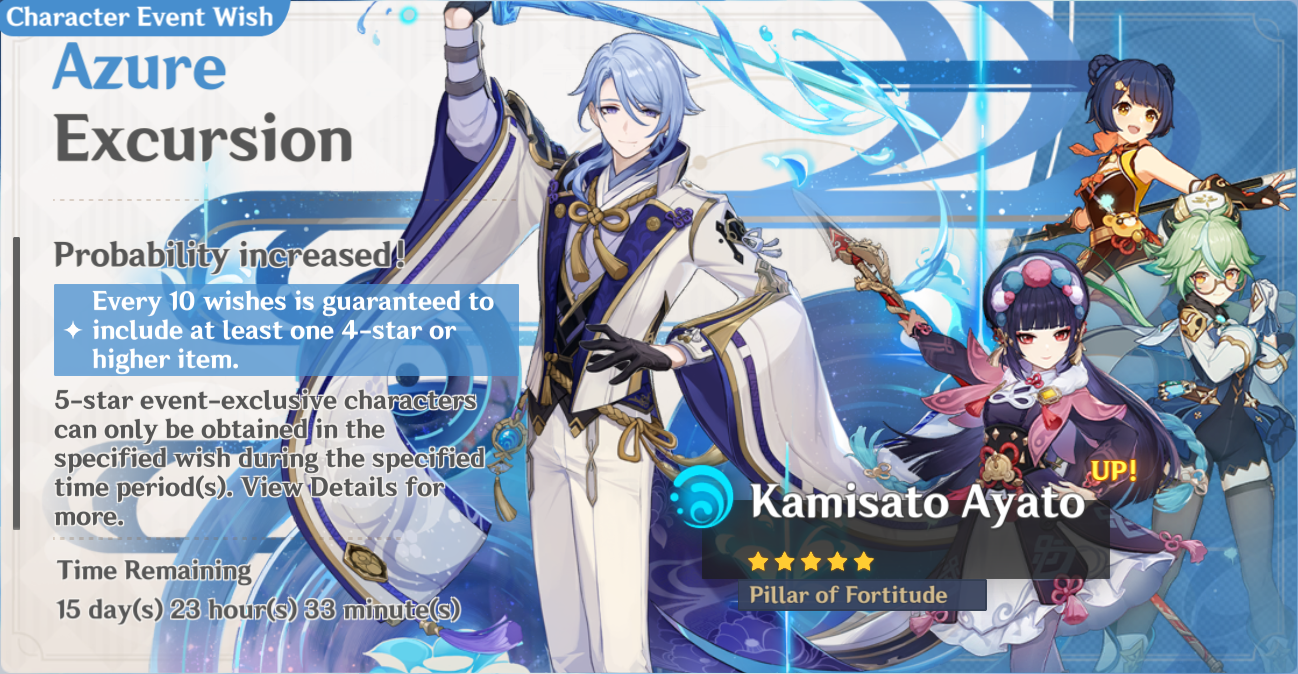 Character Event Wish
Azure
Excursion
Probability increased!
Every 10 wishes is guaranteed to
include at least one 4-star or
higher item.
5-star event-exclusive characters
can only be obtained in the
specified wish during the specified
time period(s). View Details for
more.
Time Remaining
15 day(s) 23 hour(s) 33 minute(s)
UP!
Kamisato Ayato
Pillar of Fortitude